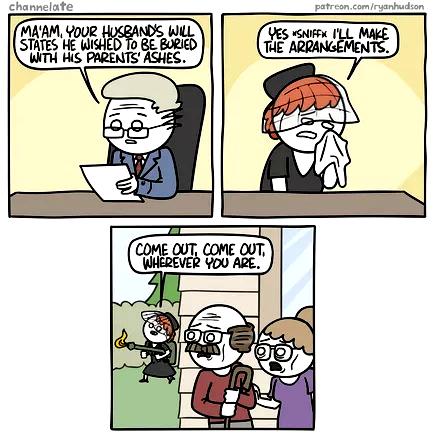 channelate
patreon.com/ryanhudson
MA'AM, YOUR HUSBAND'S WILL
STATES HE WISHED TO BE BURIED
WITH HIS PARENTS' ASHES.
YES *SNIFF* I'LL MAKE
THE ARRANGEMENTS.
COME OUT, COME OUT,
WHEREVER YOU ARE.